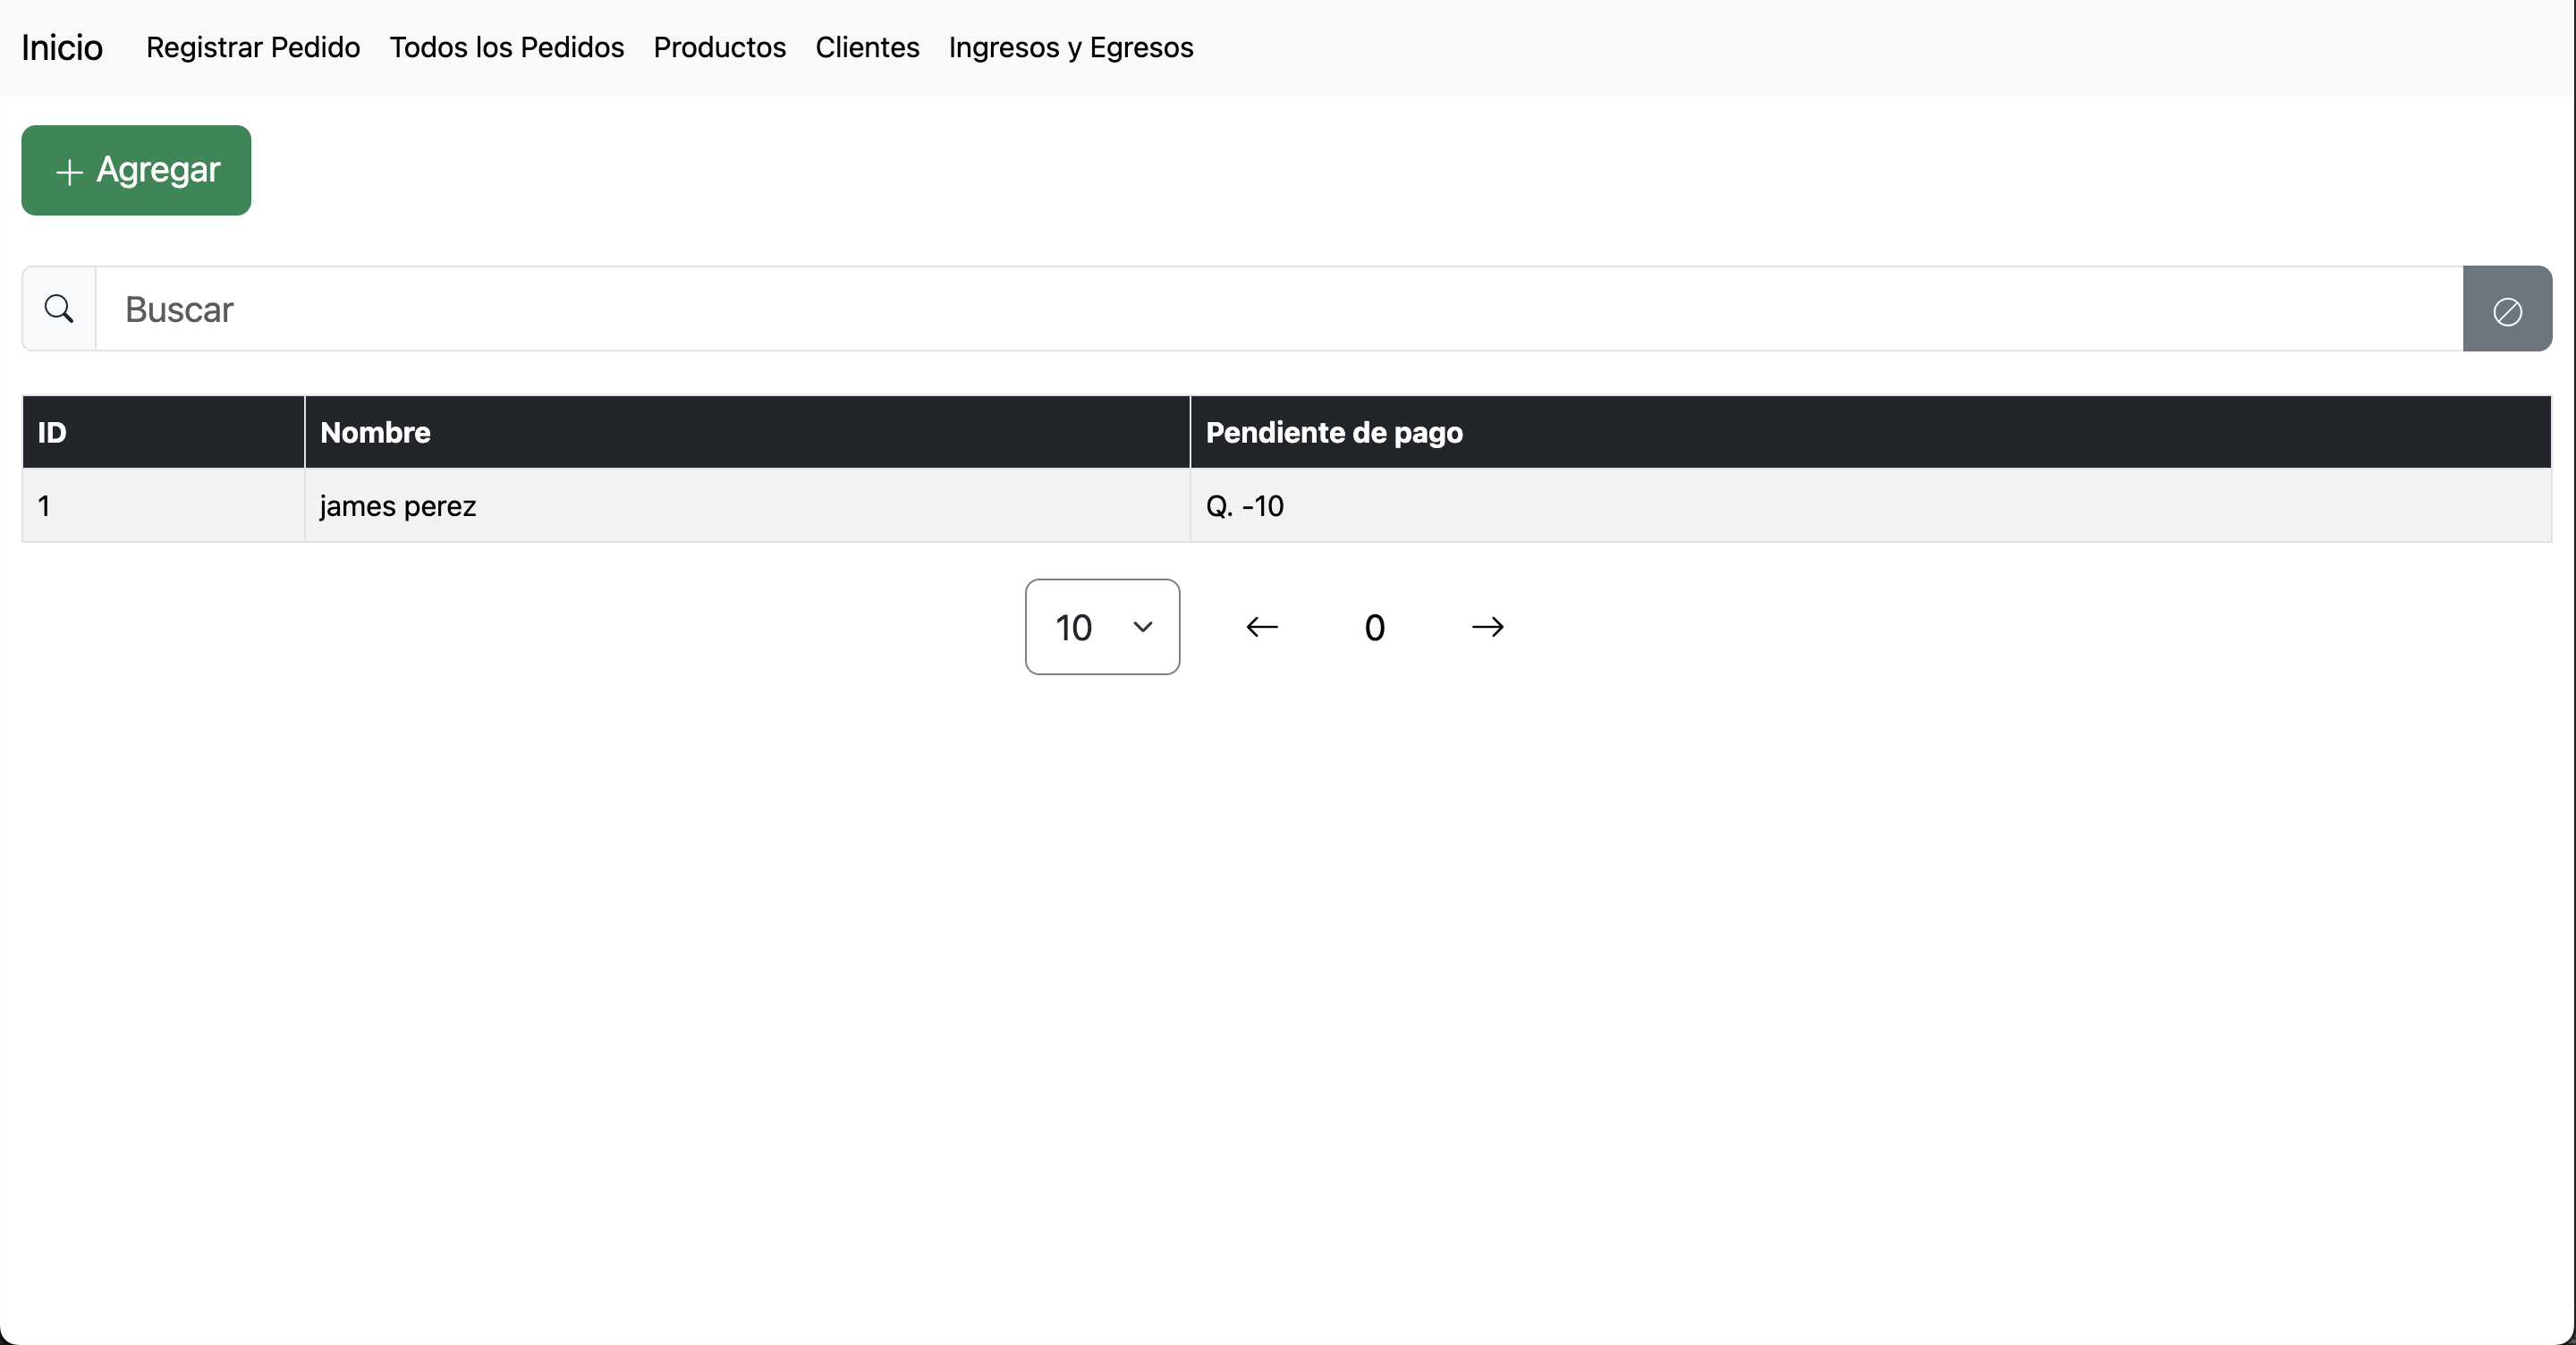 Inicio Registrar Pedido Todos los Pedidos Productos Clientes Ingresos y Egresos
+ Agregar
Buscar
ID Nombre Pendiente de pago
1 james perez Q. -10
10 ← 0 →